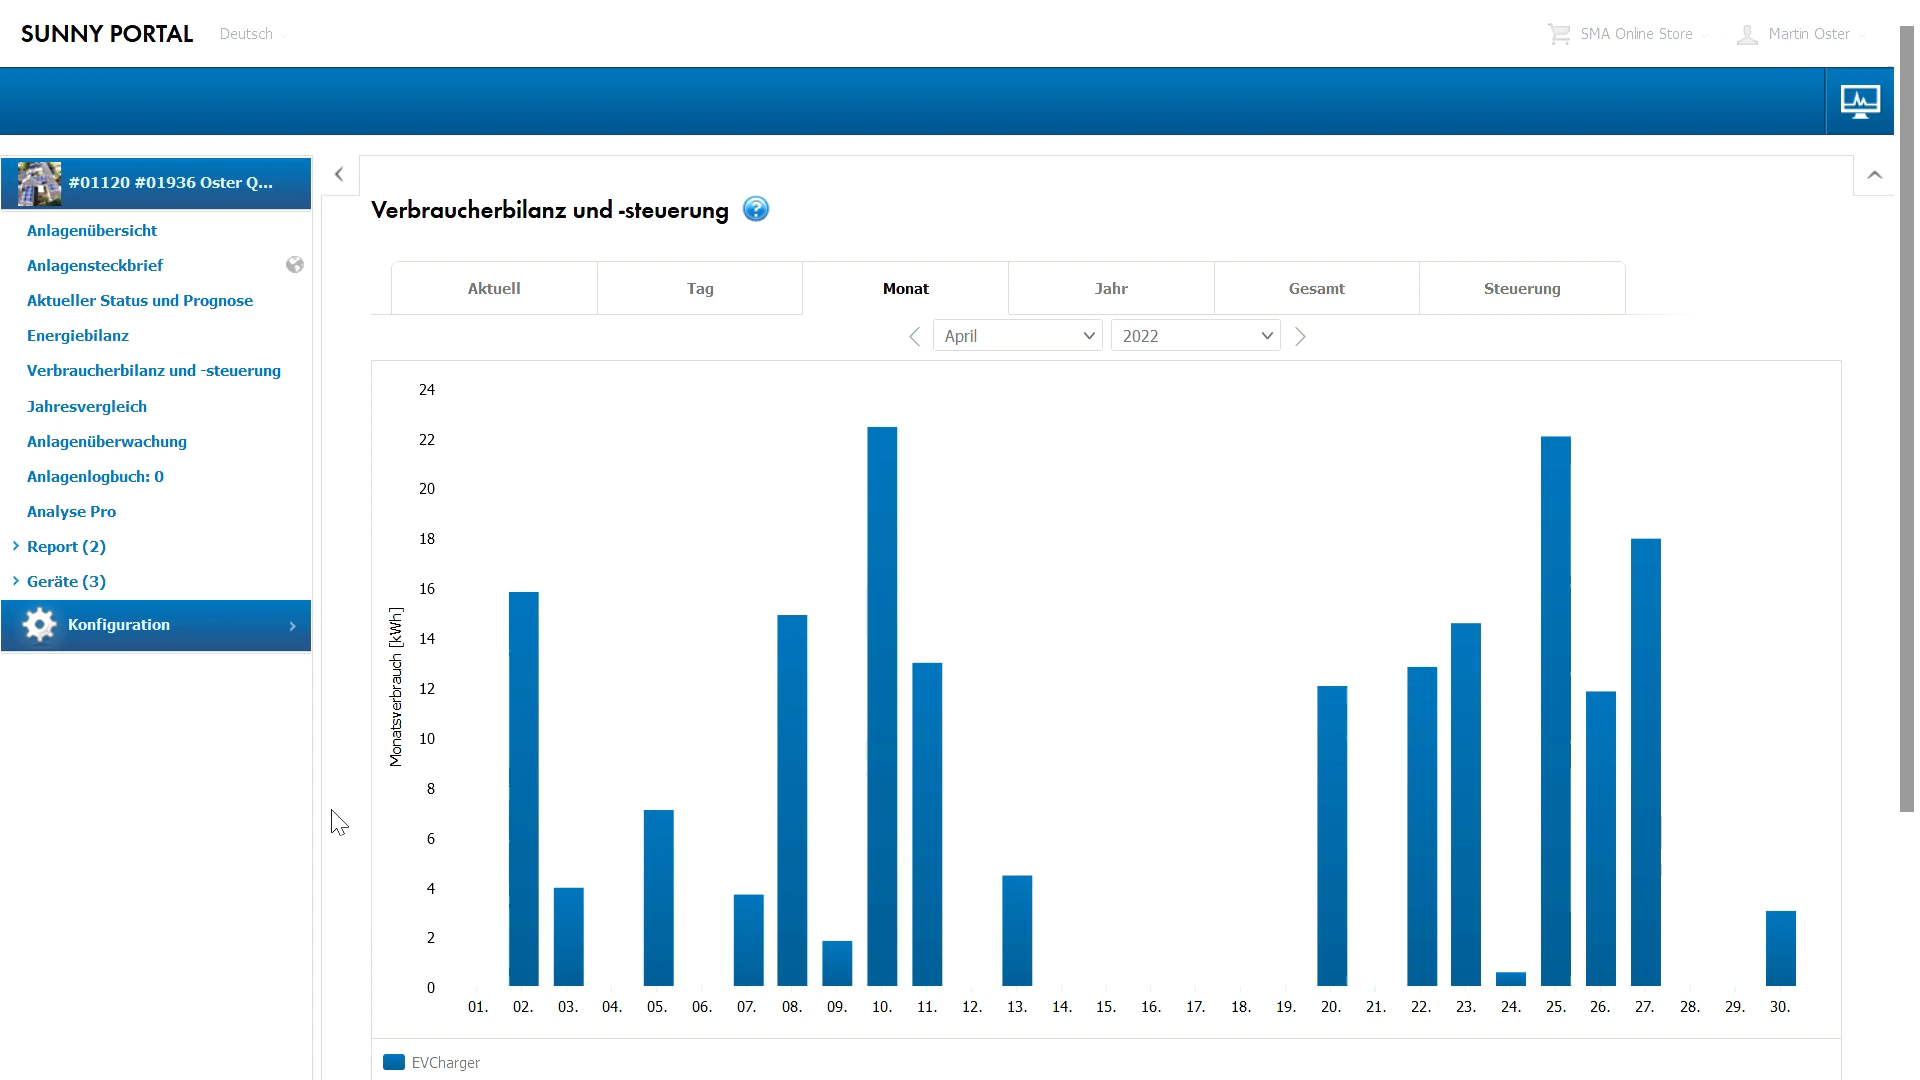 SUNNY PORTAL
Deutsch
SMA Online Store
Martin Oster
#01120 #01936 Oster Q...
Anlagenübersicht
Anlagensteckbrief
Aktueller Status und Prognose
Energiebilanz
Verbraucherbilanz und -steuerung
Jahresvergleich
Anlagenüberwachung
Anlagenlogbuch: 0
Analyse Pro
Report (2)
Geräte (3)
Konfiguration
Verbraucherbilanz und -steuerung
Aktuell
Tag
Monat
Jahr
Gesamt
Steuerung
April
2022
Monatsverbrauch [kWh]
24
22
20
18
16
14
12
10
8
6
4
2
0
01. 02. 03. 04. 05. 06. 07. 08. 09. 10. 11. 12. 13. 14. 15. 16. 17. 18. 19. 20. 21. 22. 23. 24. 25. 26. 27. 28. 29. 30.
EVCharger